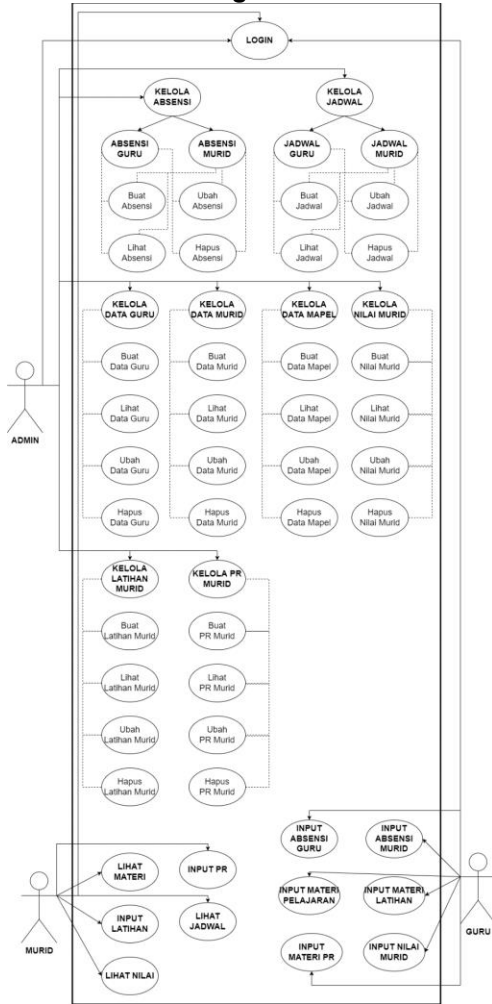 LOGIN
KELOLA
ABSENSI
KELOLA
JADWAL
ABSENSI
GURU
ABSENSI
MURID
JADWAL
GURU
JADWAL
MURID
Buat
Absensi
Ubah
Absensi
Buat
Jadwal
Ubah
Jadwal
Lihat
Absensi
Hapus
Absensi
Lihat
Jadwal
Hapus
Jadwal
KELOLA
DATA GURU
KELOLA
DATA MURID
KELOLA
DATA MAPEL
KELOLA
NILAI MURID
Buat
Data Guru
Buat
Data Murid
Buat
Data Mapel
Buat
Nilai Murid
Lihat
Data Guru
Lihat
Data Murid
Lihat
Data Mapel
Lihat
Nilai Murid
ADMIN
Ubah
Data Guru
Ubah
Data Murid
Ubah
Data Mapel
Ubah
Nilai Murid
Hapus
Data Guru
Hapus
Data Murid
Hapus
Data Mapel
Hapus
Nilai Murid
KELOLA
LATIHAN
MURID
KELOLA PR
MURID
Buat
Latihan Murid
Buat
PR Murid
Lihat
Latihan Murid
Lihat
PR Murid
Ubah
Latihan Murid
Ubah
PR Murid
Hapus
Latihan Murid
Hapus
PR Murid
INPUT
ABSENSI
GURU
INPUT
ABSENSI
MURID
LIHAT
MATERI
INPUT PR
INPUT MATERI
PELAJARAN
INPUT MATERI
LATIHAN
INPUT
LATIHAN
LIHAT
JADWAL
MURID
GURU
INPUT
MATERI PR
INPUT NILAI
MURID
LIHAT NILAI